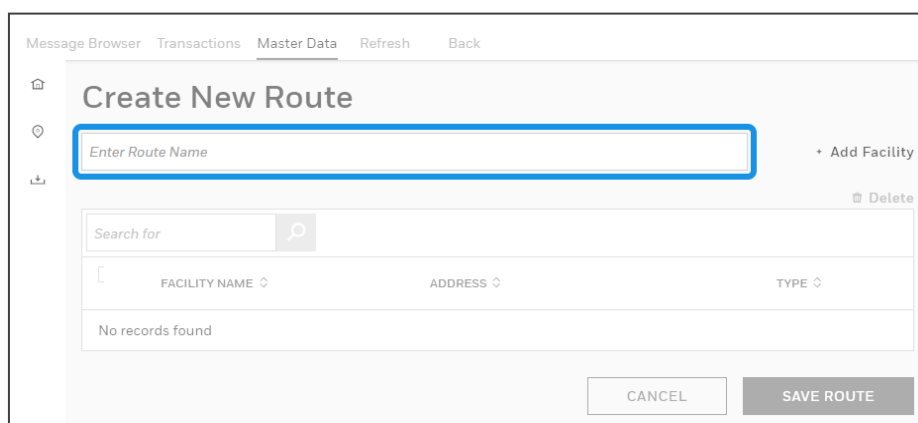 Message Browser Transactions Master Data Refresh Back
Create New Route
Enter Route Name
+ Add Facility
Delete
Search for
FACILITY NAME ADDRESS TYPE
No records found
CANCEL SAVE ROUTE